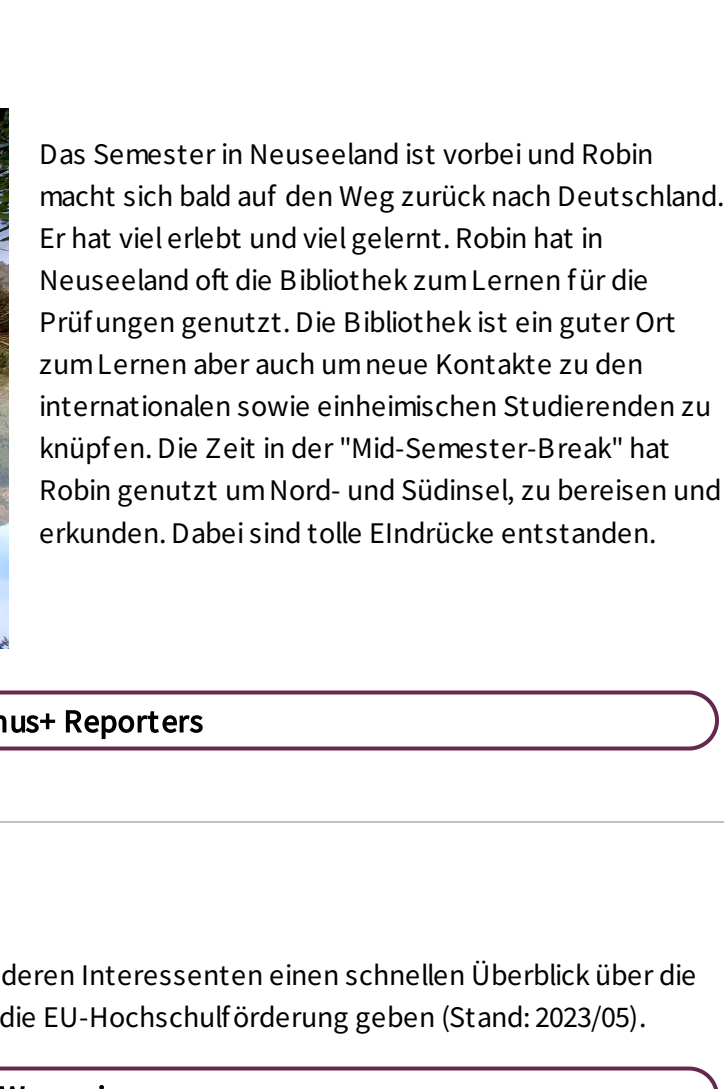 Das Semester in Neuseeland ist vorbei und Robin
macht sich bald auf den Weg zurück nach Deutschland.
Er hat viel erlebt und viel gelernt. Robin hat in
Neuseeland oft die Bibliothek zum Lernen für die
Prüfungen genutzt. Die Bibliothek ist ein guter Ort
zum Lernen aber auch um neue Kontakte zu den
internationalen sowie einheimischen Studierenden zu
knüpfen. Die Zeit in der "Mid-Semester-Break" hat
Robin genutzt um Nord- und Südinsel, zu bereisen und
erkunden. Dabei sind tolle EIndrücke entstanden.
nus+ Reporters
deren Interessenten einen schnellen Überblick über die
die EU-Hochschulförderung geben (Stand: 2023/05).